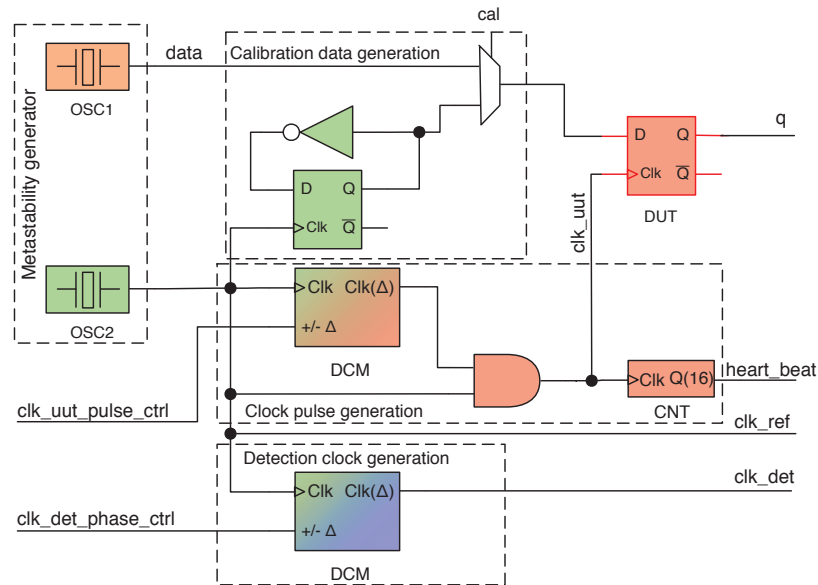 cal
data
Calibration data generation
OSC1
Metastability generator
D Q
Clk Q
D Q
Clk Q
q
DUT
clk_uut
OSC2
Clk Clk(Δ)
+/- Δ
DCM
Clk Q(16)
heart_beat
CNT
clk_uut_pulse_ctrl
Clock pulse generation
clk_ref
Detection clock generation
Clk Clk(Δ)
+/- Δ
clk_det
clk_det_phase_ctrl
DCM